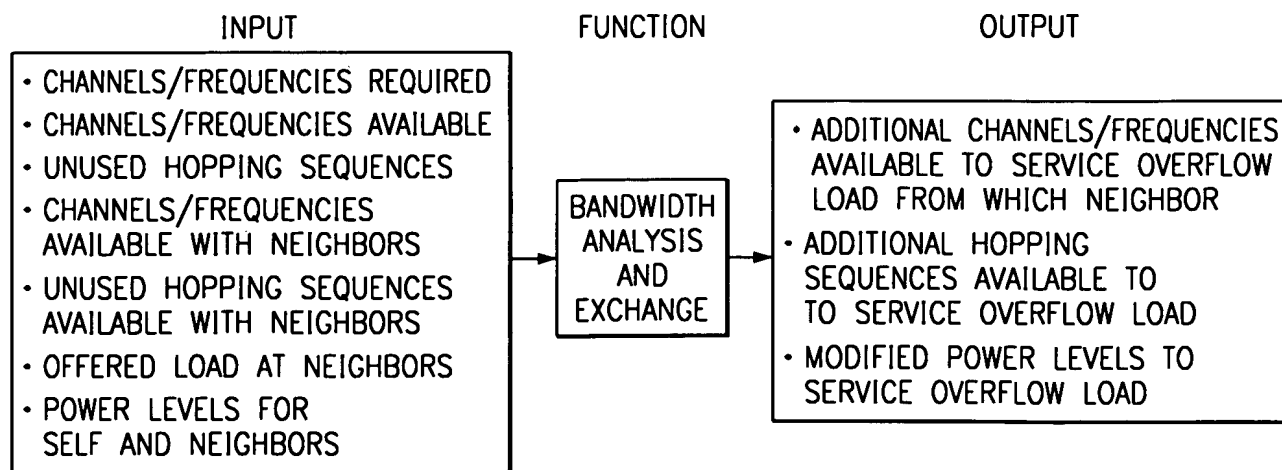 INPUT
FUNCTION
OUTPUT
• CHANNELS/FREQUENCIES REQUIRED
• CHANNELS/FREQUENCIES AVAILABLE
• UNUSED HOPPING SEQUENCES
• CHANNELS/FREQUENCIES
AVAILABLE WITH NEIGHBORS
• UNUSED HOPPING SEQUENCES
AVAILABLE WITH NEIGHBORS
• OFFERED LOAD AT NEIGHBORS
• POWER LEVELS FOR
SELF AND NEIGHBORS
BANDWIDTH
ANALYSIS
AND
EXCHANGE
• ADDITIONAL CHANNELS/FREQUENCIES
AVAILABLE TO SERVICE OVERFLOW
LOAD FROM WHICH NEIGHBOR
• ADDITIONAL HOPPING
SEQUENCES AVAILABLE TO
TO SERVICE OVERFLOW LOAD
• MODIFIED POWER LEVELS TO
SERVICE OVERFLOW LOAD